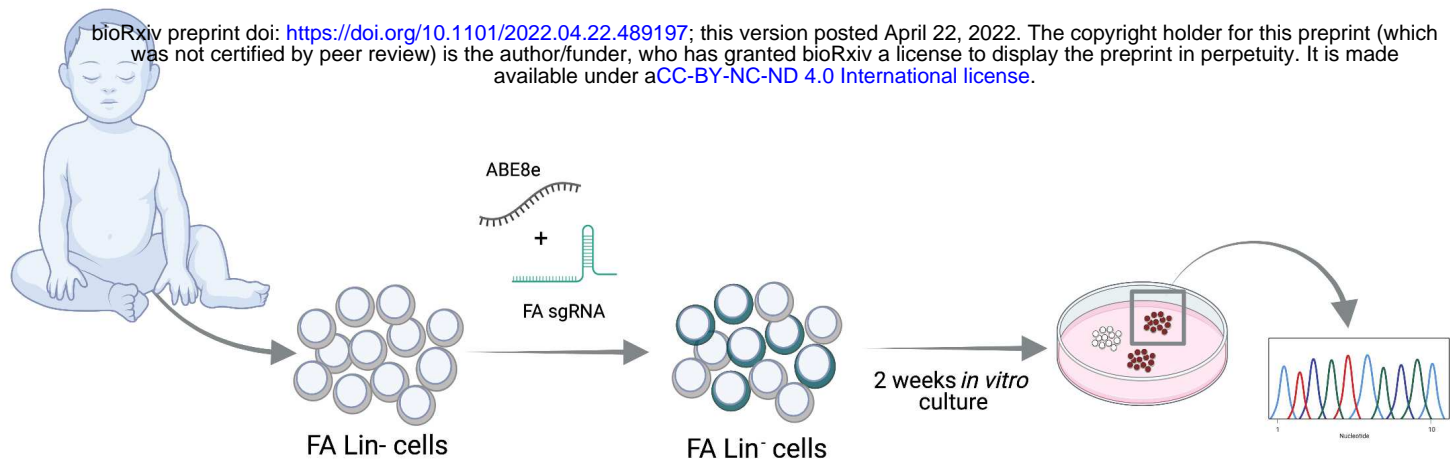 bioRxiv preprint doi: https://doi.org/10.1101/2022.04.22.489197; this version posted April 22, 2022. The copyright holder for this preprint (which
was not certified by peer review) is the author/funder, who has granted bioRxiv a license to display the preprint in perpetuity. It is made
available under aCC-BY-NC-ND 4.0 International license.
ABE8e
+
FA sgRNA
FA Lin- cells
FA Lin⁻ cells
2 weeks in vitro
culture
1
10
Nucleotide